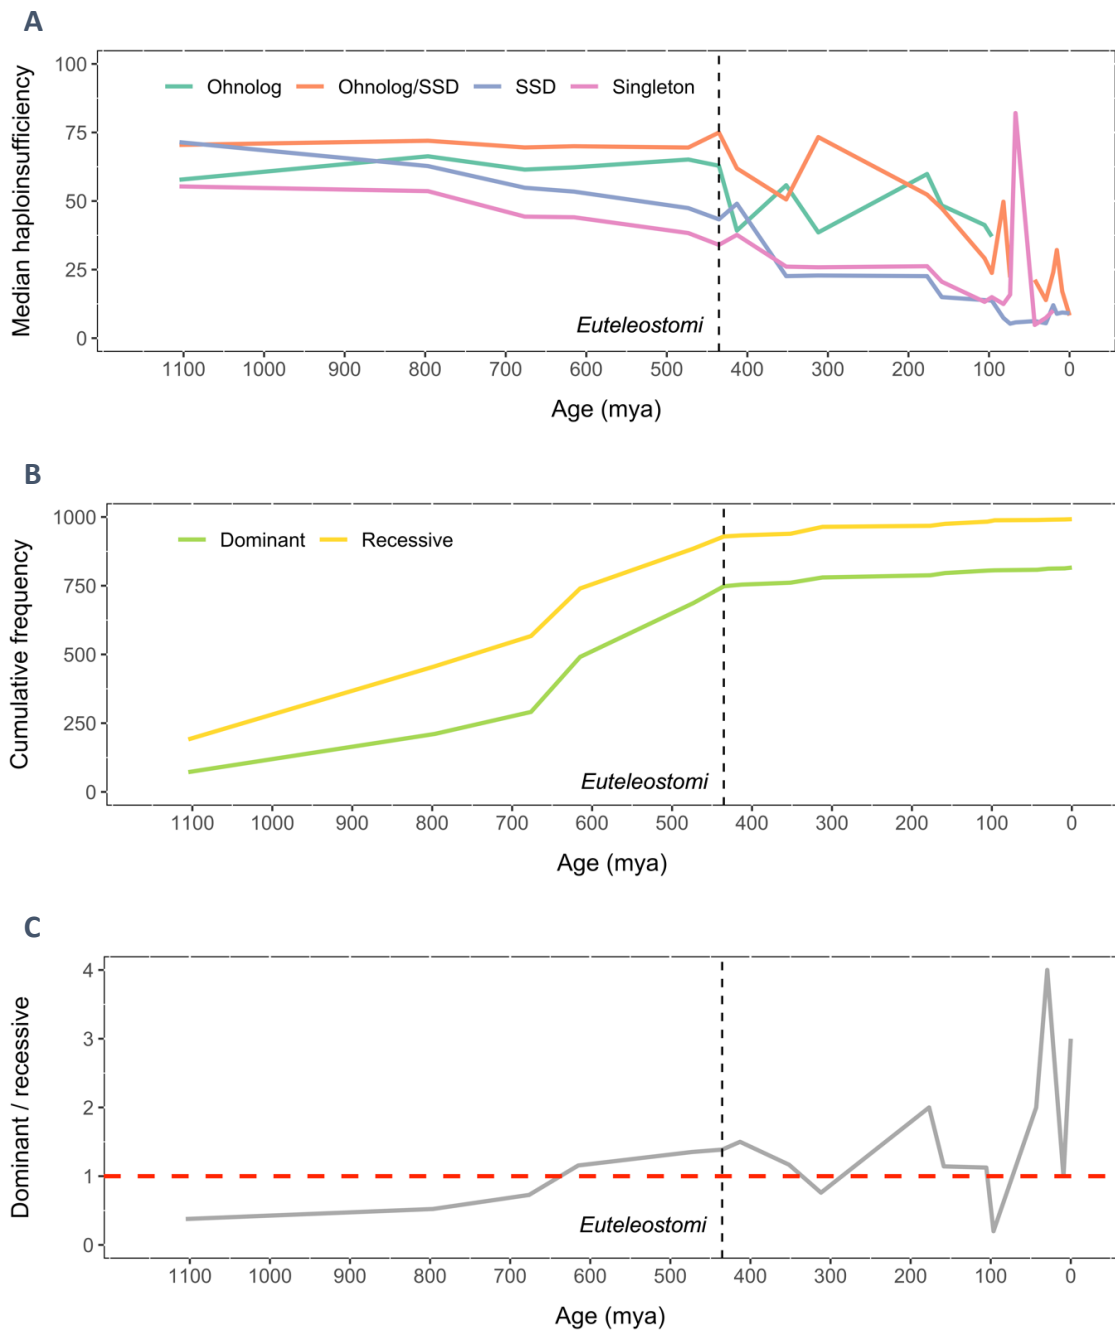 A
Median haploinsufficiency
100
75
50
25
0
Ohnolog Ohnolog/SSD SSD Singleton
Euteleostomi
1100 1000 900 800 700 600 500 400 300 200 100 0
Age (mya)
B
Cumulative frequency
1000
750
500
250
0
Dominant Recessive
Euteleostomi
1100 1000 900 800 700 600 500 400 300 200 100 0
Age (mya)
C
Dominant / recessive
4
3
2
1
0
Euteleostomi
1100 1000 900 800 700 600 500 400 300 200 100 0
Age (mya)